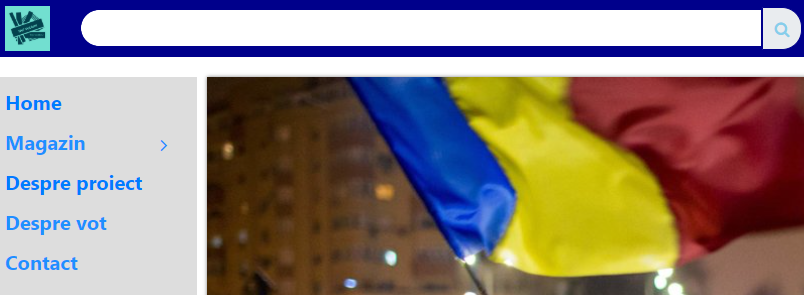 Home
Magazin
Despre proiect
Despre vot
Contact